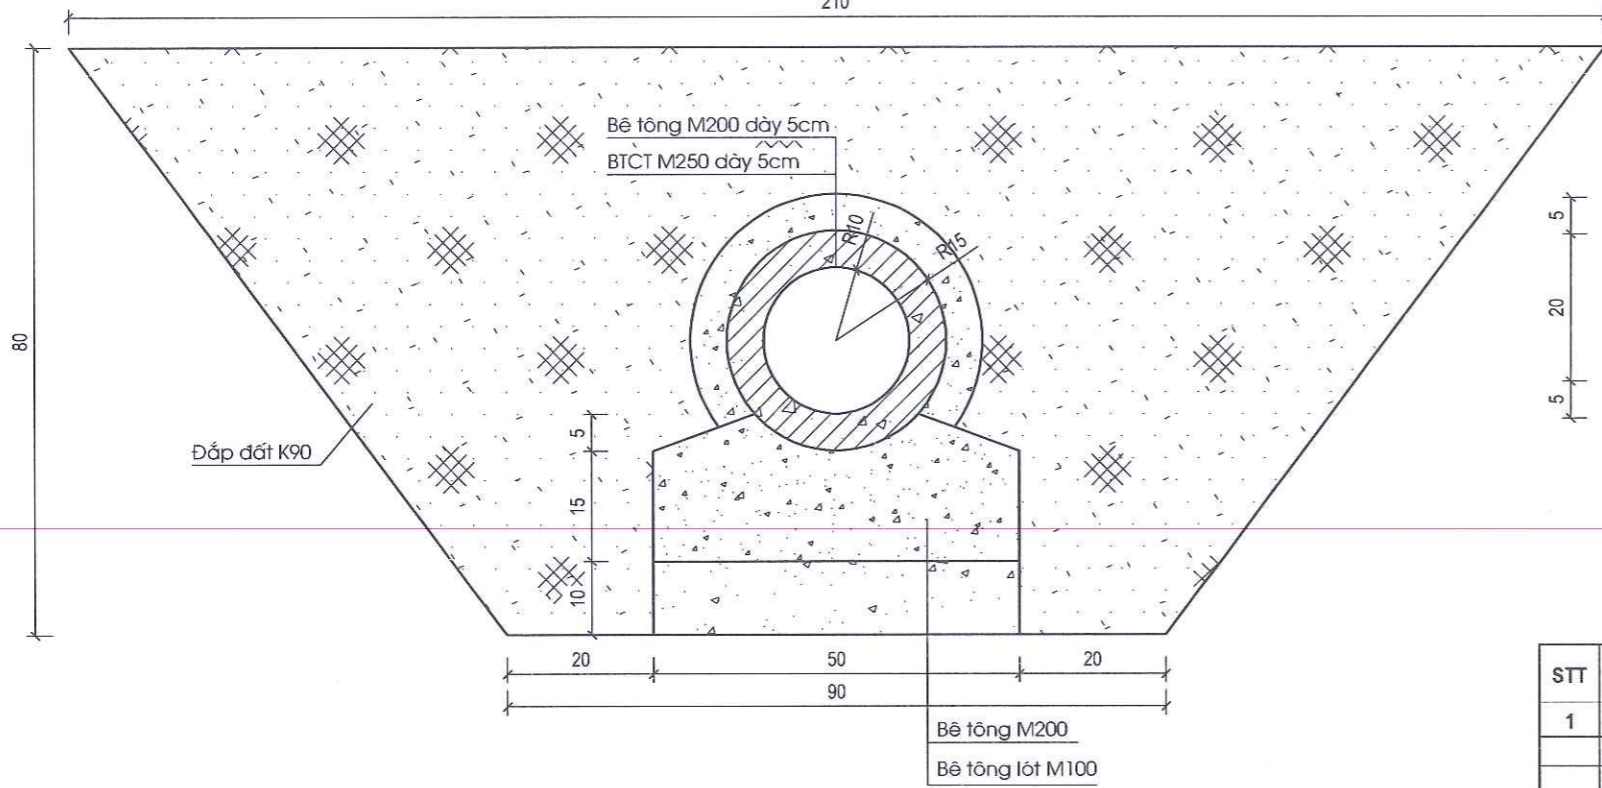 210
Bê tông M200 dày 5cm
BTCT M250 dày 5cm
R10
R15
5
20
5
80
Đắp đất K90
5
15
10
20
50
20
90
Bê tông M200
Bê tông lót M100
STT
1